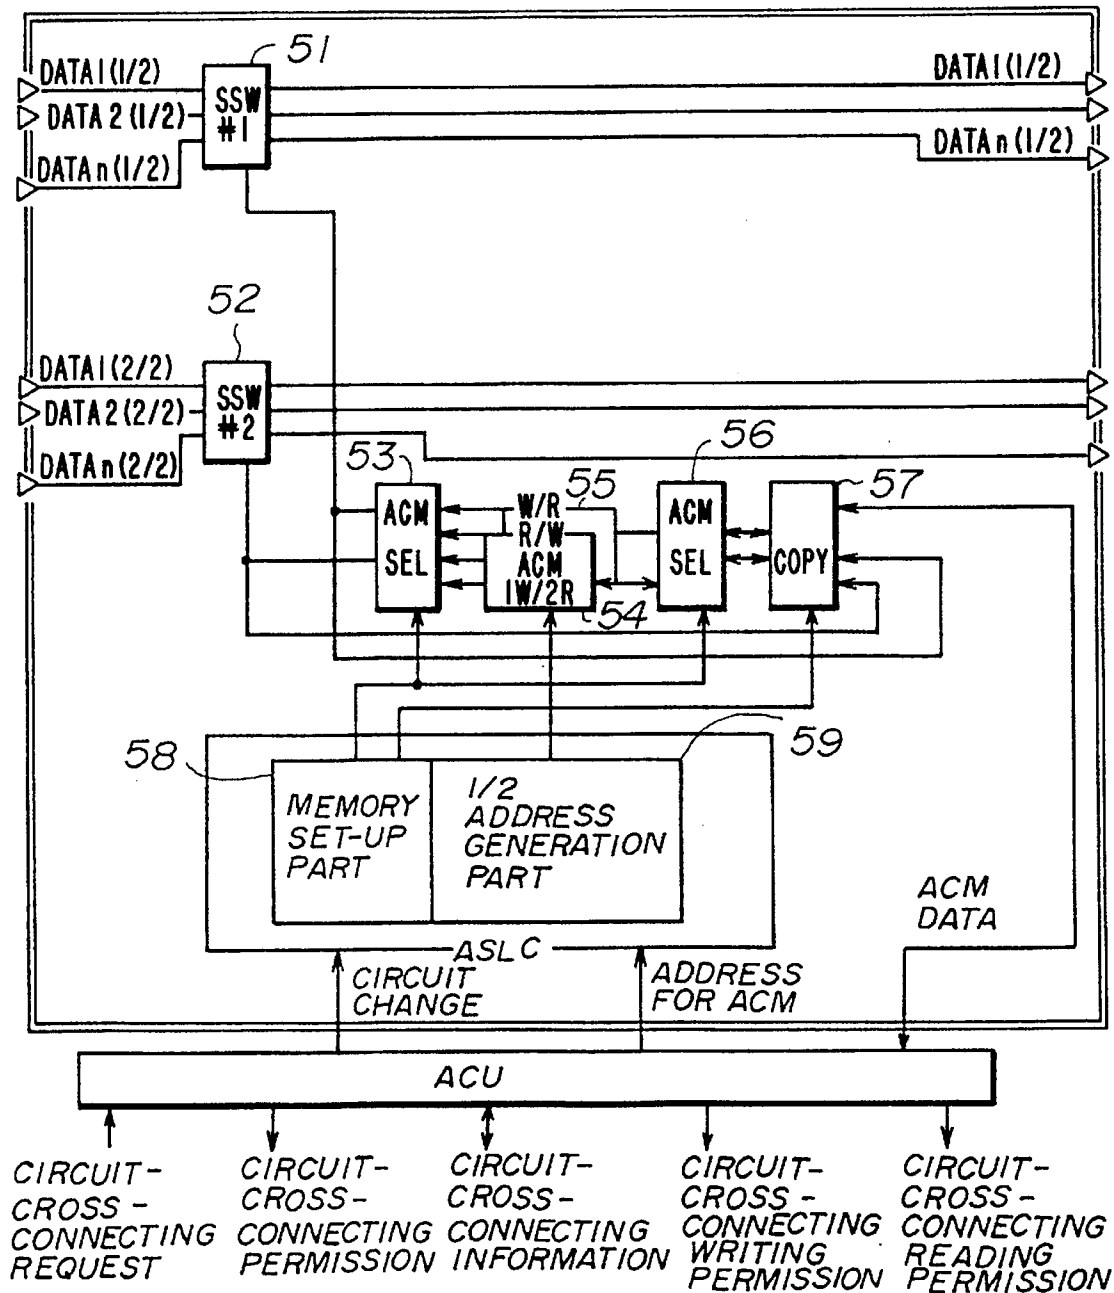 51
DATA1(1/2)
SSW
#1
DATA1(1/2)
DATA2(1/2)
DATAn(1/2)
DATAn(1/2)
52
DATA1(2/2)
SSW
#2
DATA2(2/2)
DATAn(2/2)
53
56
55
57
ACM
SEL
W/R
R/W
ACM
1W/2R
54
ACM
SEL
COPY
58
59
MEMORY
SET-UP
PART
1/2
ADDRESS
GENERATION
PART
ACM
DATA
ASLC
CIRCUIT
CHANGE
ADDRESS
FOR ACM
ACU
CIRCUIT-
CROSS-
CONNECTING
REQUEST
CIRCUIT-
CROSS-
CONNECTING
PERMISSION
CIRCUIT-
CROSS-
CONNECTING
INFORMATION
CIRCUIT-
CROSS-
CONNECTING
WRITING
PERMISSION
CIRCUIT-
CROSS-
CONNECTING
READING
PERMISSION